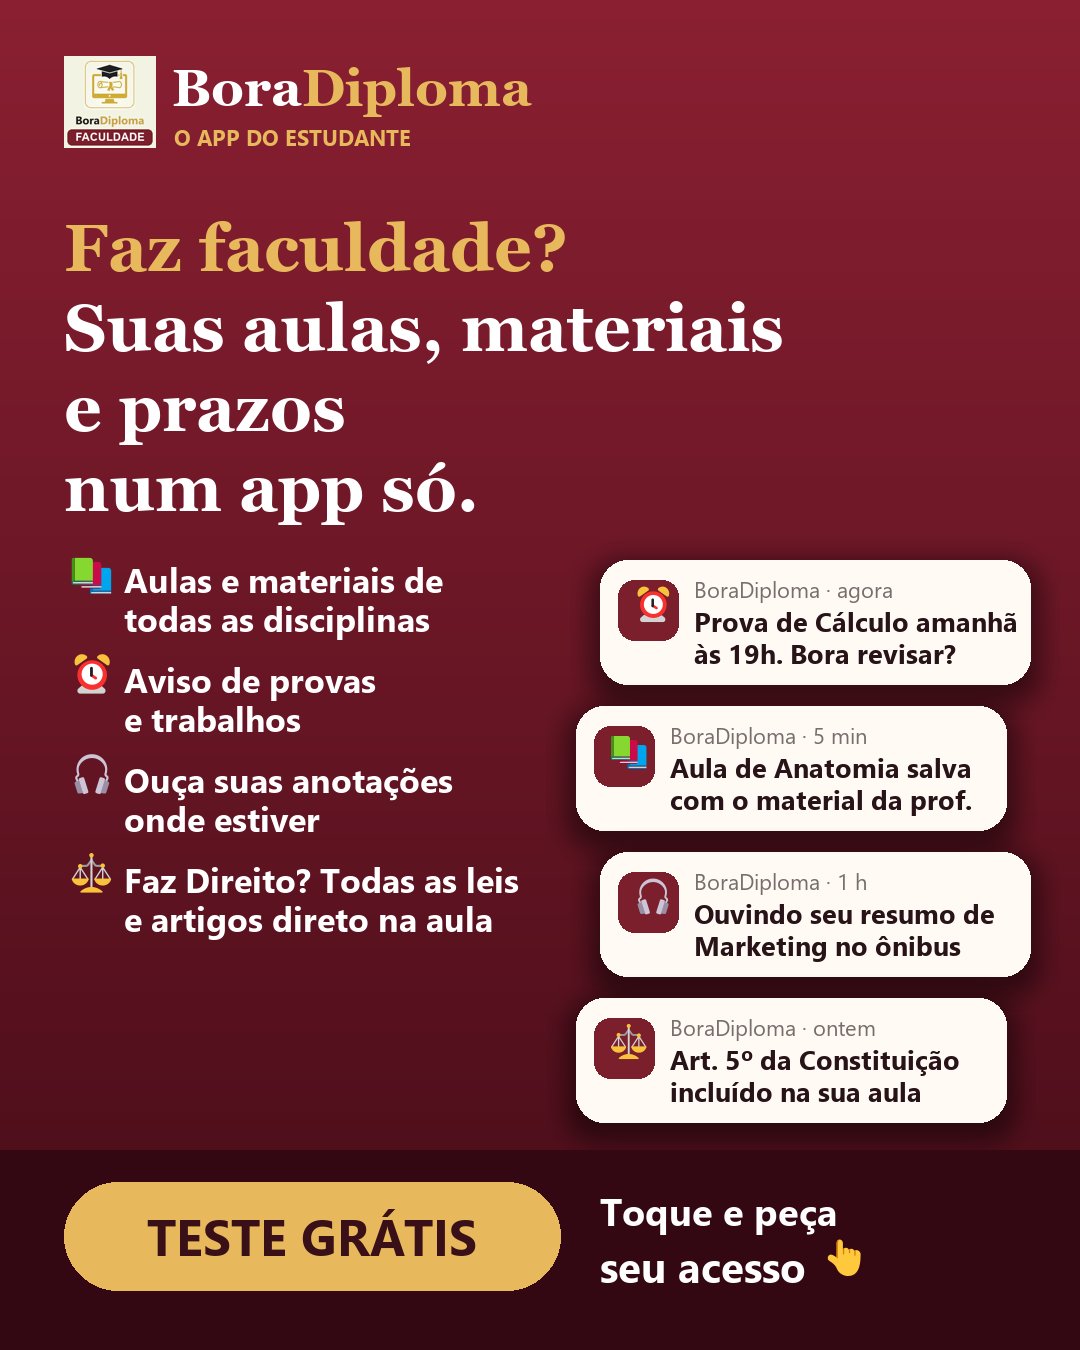 BoraDiploma
FACULDADE
BoraDiploma
O APP DO ESTUDANTE
Faz faculdade?
Suas aulas, materiais
e prazos
num app só.
Aulas e materiais de
todas as disciplinas
Aviso de provas
e trabalhos
Ouça suas anotações
onde estiver
Faz Direito? Todas as leis
e artigos direto na aula
BoraDiploma · agora
Prova de Cálculo amanhã
às 19h. Bora revisar?
BoraDiploma · 5 min
Aula de Anatomia salva
com o material da prof.
BoraDiploma · 1 h
Ouvindo seu resumo de
Marketing no ônibus
BoraDiploma · ontem
Art. 5º da Constituição
incluído na sua aula
TESTE GRÁTIS
Toque e peça
seu acesso